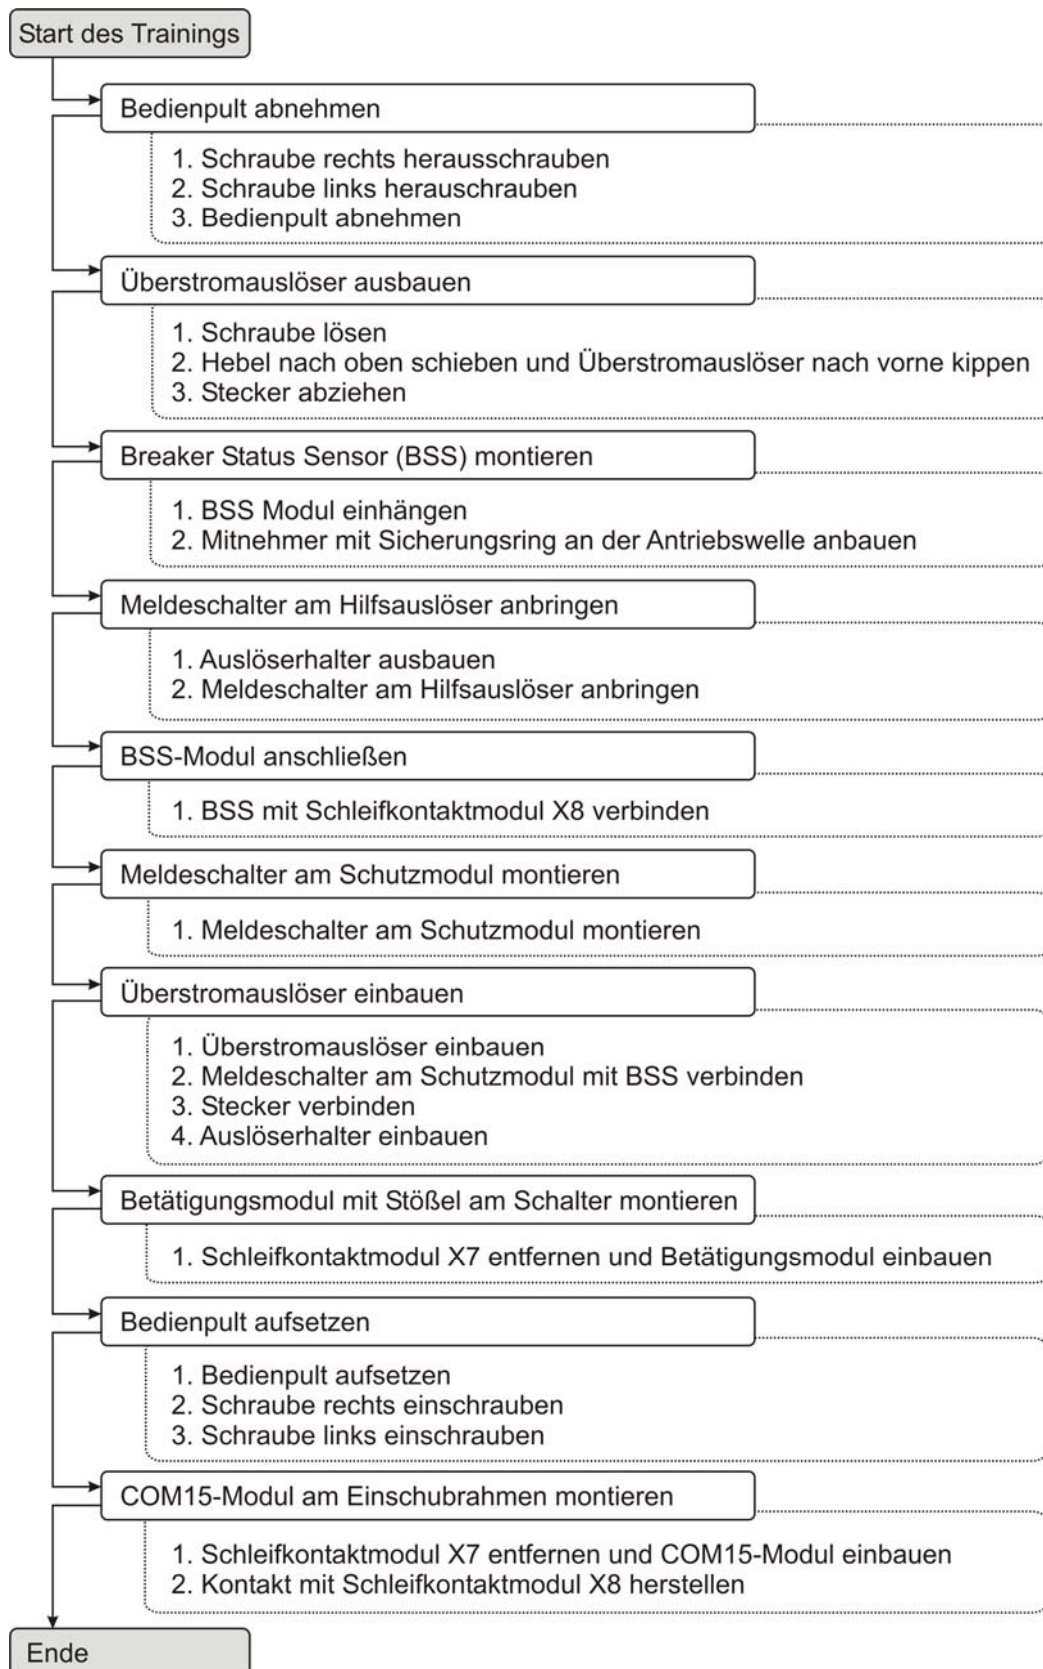 Start des Trainings
Bedienpult abnehmen
1. Schraube rechts herausschrauben
2. Schraube links herauschrauben
3. Bedienpult abnehmen
Überstromauslöser ausbauen
1. Schraube lösen
2. Hebel nach oben schieben und Überstromauslöser nach vorne kippen
3. Stecker abziehen
Breaker Status Sensor (BSS) montieren
1. BSS Modul einhängen
2. Mitnehmer mit Sicherungsring an der Antriebswelle anbauen
Meldeschalter am Hilfsauslöser anbringen
1. Auslöserhalter ausbauen
2. Meldeschalter am Hilfsauslöser anbringen
BSS-Modul anschließen
1. BSS mit Schleifkontaktmodul X8 verbinden
Meldeschalter am Schutzmodul montieren
1. Meldeschalter am Schutzmodul montieren
Überstromauslöser einbauen
1. Überstromauslöser einbauen
2. Meldeschalter am Schutzmodul mit BSS verbinden
3. Stecker verbinden
4. Auslöserhalter einbauen
Betätigungsmodul mit Stößel am Schalter montieren
1. Schleifkontaktmodul X7 entfernen und Betätigungsmodul einbauen
Bedienpult aufsetzen
1. Bedienpult aufsetzen
2. Schraube rechts einschrauben
3. Schraube links einschrauben
COM15-Modul am Einschubrahmen montieren
1. Schleifkontaktmodul X7 entfernen und COM15-Modul einbauen
2. Kontakt mit Schleifkontaktmodul X8 herstellen
Ende